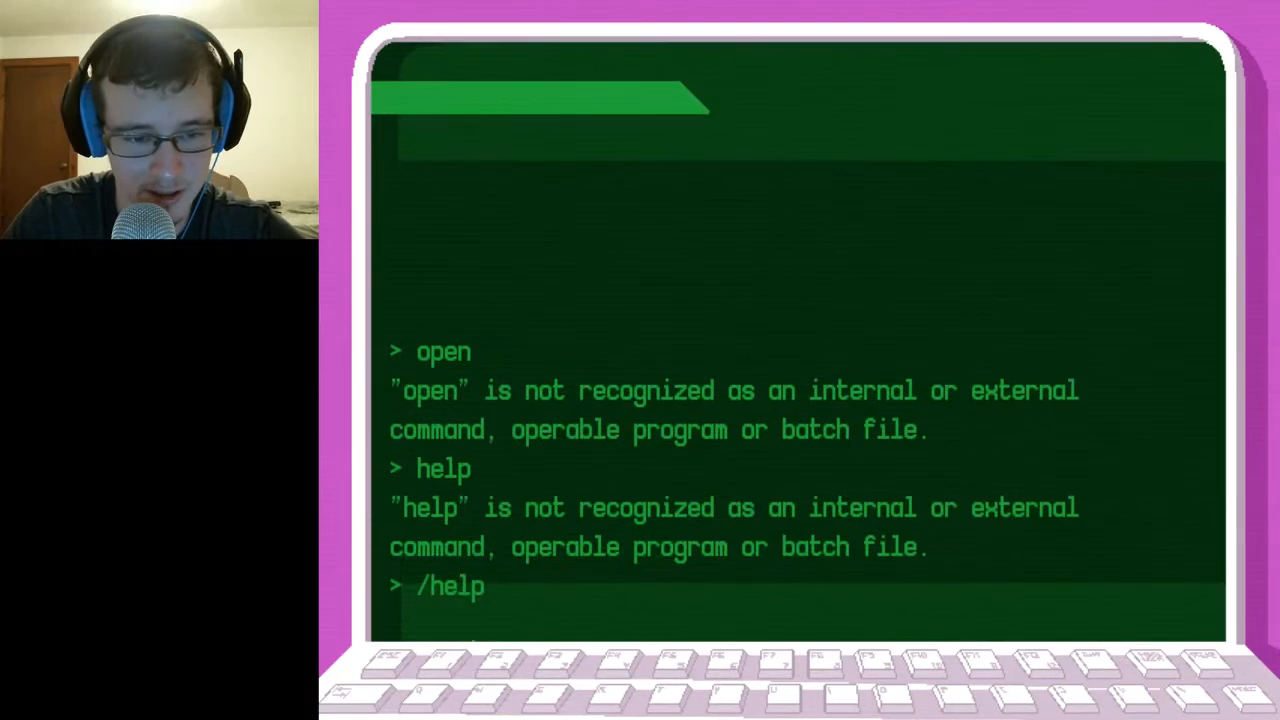 > open
"open" is not recognized as an internal or external
command, operable program or batch file.
> help
"help" is not recognized as an internal or external
command, operable program or batch file.
> /help